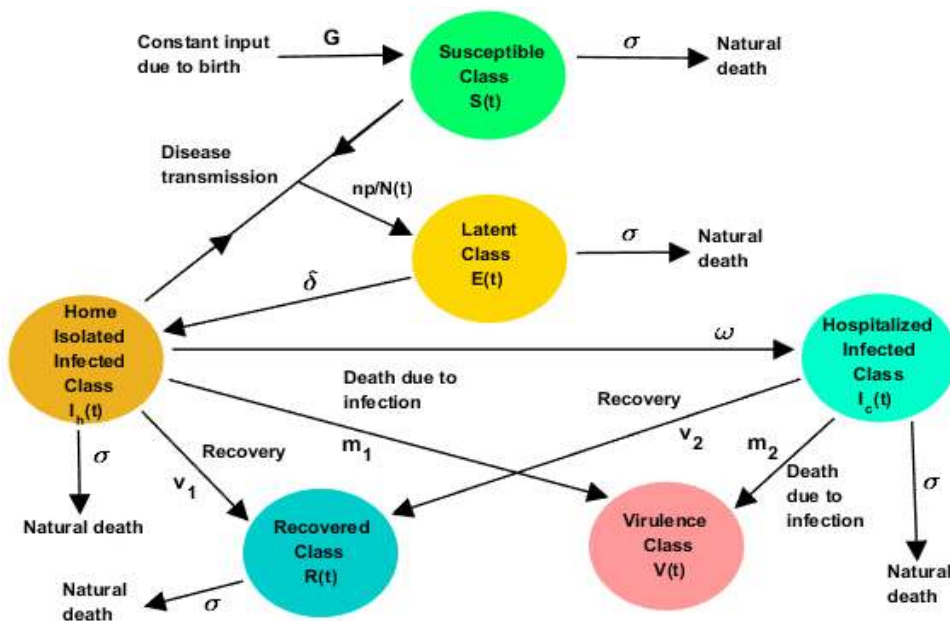 Constant input
due to birth
G
Susceptible
Class
S(t)
σ
Natural
death
Disease
transmission
np/N(t)
Latent
Class
E(t)
σ
Natural
death
δ
Home
Isolated
Infected
Class
I_h(t)
ω
Hospitalized
Infected
Class
I_c(t)
Death due to
infection
Recovery
σ
Recovery
v_1
m_1
v_2
m_2
Death
due to
infection
σ
Natural death
Recovered
Class
R(t)
Virulence
Class
V(t)
Natural
death
σ
Natural
death